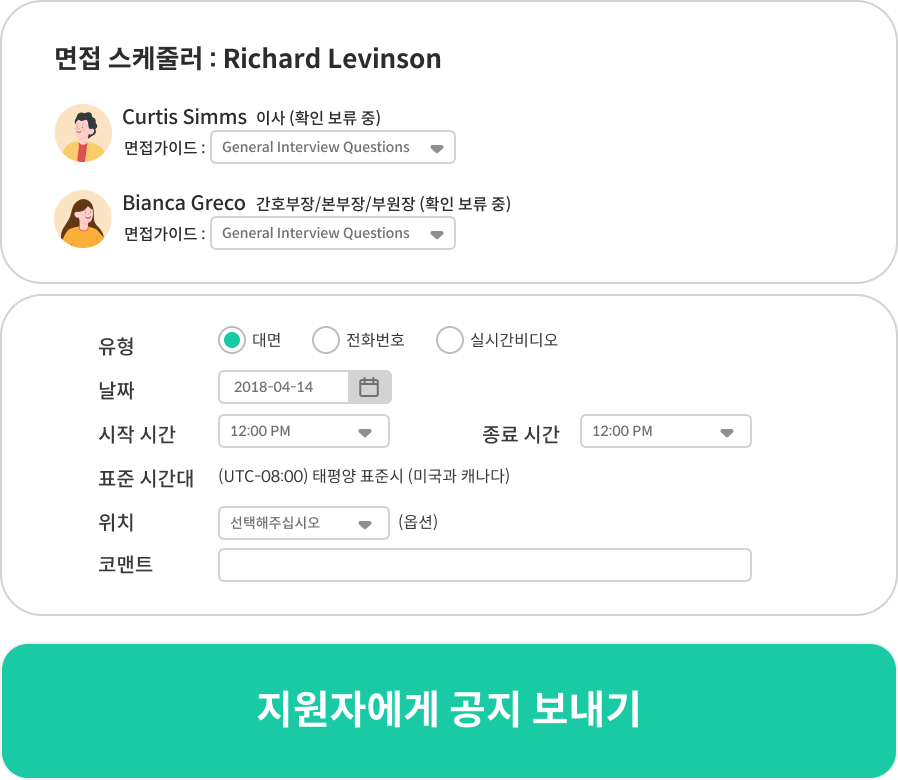 면접 스케줄러 : Richard Levinson
Curtis Simms 이사 (확인 보류 중)
면접가이드 : General Interview Questions
Bianca Greco 간호부장/본부장/부원장 (확인 보류 중)
면접가이드 : General Interview Questions
유형 대면 전화번호 실시간비디오
날짜 2018-04-14
시작 시간 12:00 PM 종료 시간 12:00 PM
표준 시간대 (UTC-08:00) 태평양 표준시 (미국과 캐나다)
위치 선택해주십시오 (옵션)
코맨트
지원자에게 공지 보내기